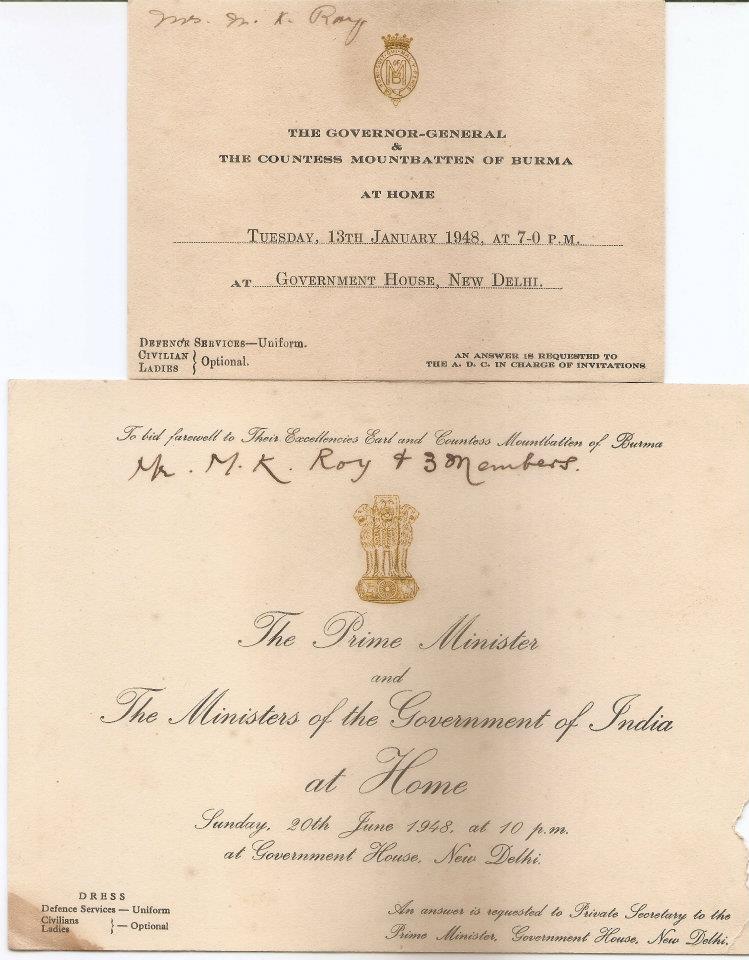 Mrs. M. K. Roy
THE GOVERNOR-GENERAL
&
THE COUNTESS MOUNTBATTEN OF BURMA
AT HOME
TUESDAY, 13TH JANUARY 1948, AT 7-0 P.M.
AT GOVERNMENT HOUSE, NEW DELHI.
DEFENCE SERVICES—Uniform.
CIVILIAN
LADIES } Optional.
AN ANSWER IS REQUESTED TO
THE A. D. C. IN CHARGE OF INVITATIONS
To bid farewell to Their Excellencies Earl and Countess Mountbatten of Burma
Mr. M. K. Roy & 3 Members.
The Prime Minister
and
The Ministers of the Government of India
at Home
Sunday, 20th June 1948, at 10 p.m.
at Government House, New Delhi.
DRESS
Defence Services — Uniform
Civilians
Ladies } — Optional
An answer is requested to Private Secretary to the
Prime Minister, Government House, New Delhi.